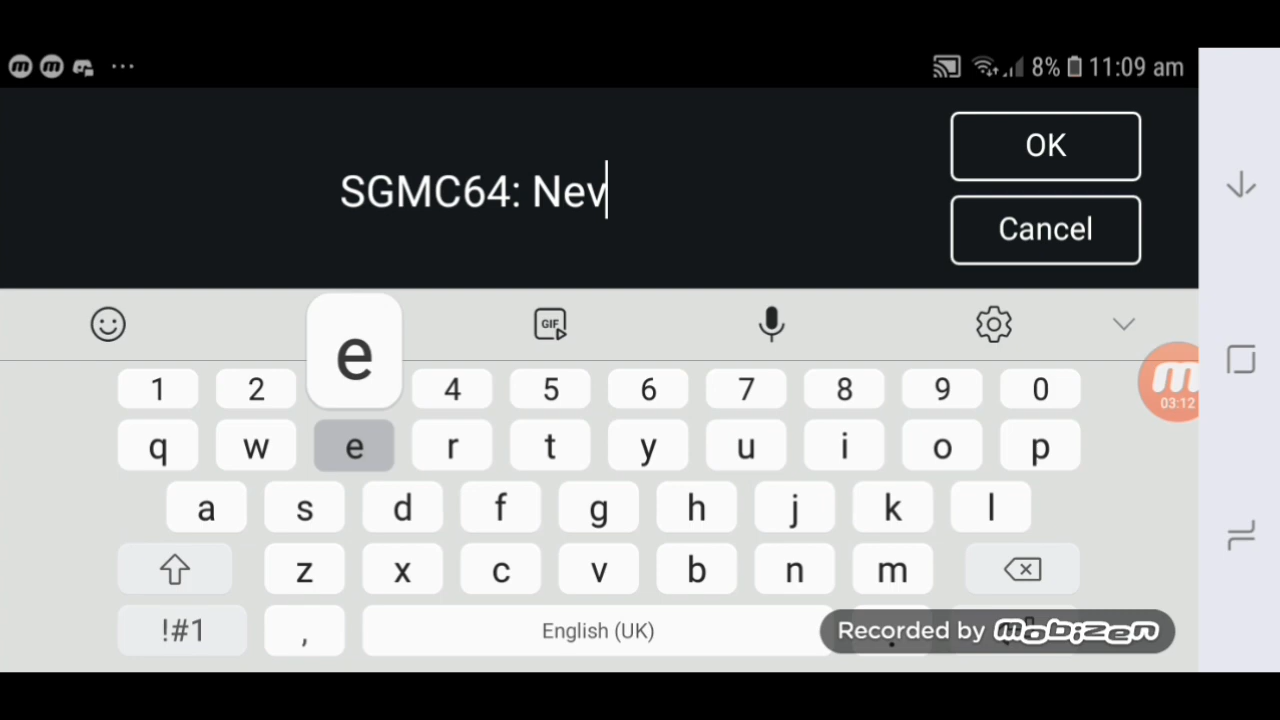 8% 11:09 am
SGMC64: Nev
OK
Cancel
GIF
e
1 2 4 5 6 7 8 9 0
03:12
q w e r t y u i o p
a s d f g h j k l
z x c v b n m
!#1 , English (UK) .
Recorded by mobizen